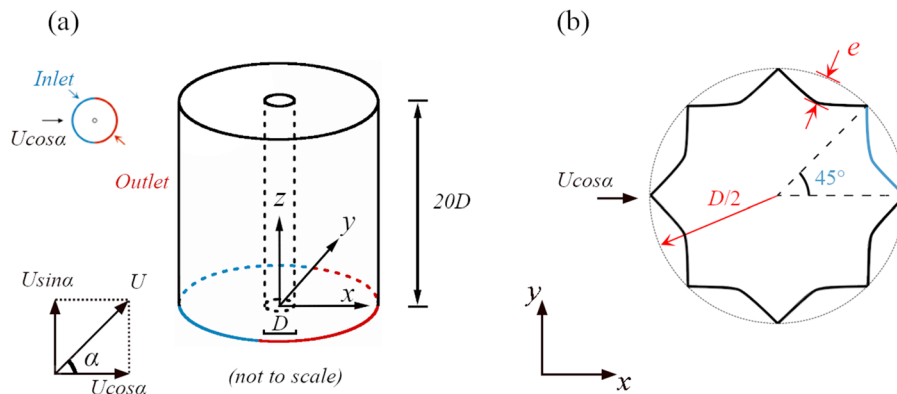 (a)
Inlet
Ucosα
Outlet
z
y
x
D
20D
Usinα
U
α
Ucosα
(not to scale)
(b)
e
Ucosα
D/2
45°
y
x